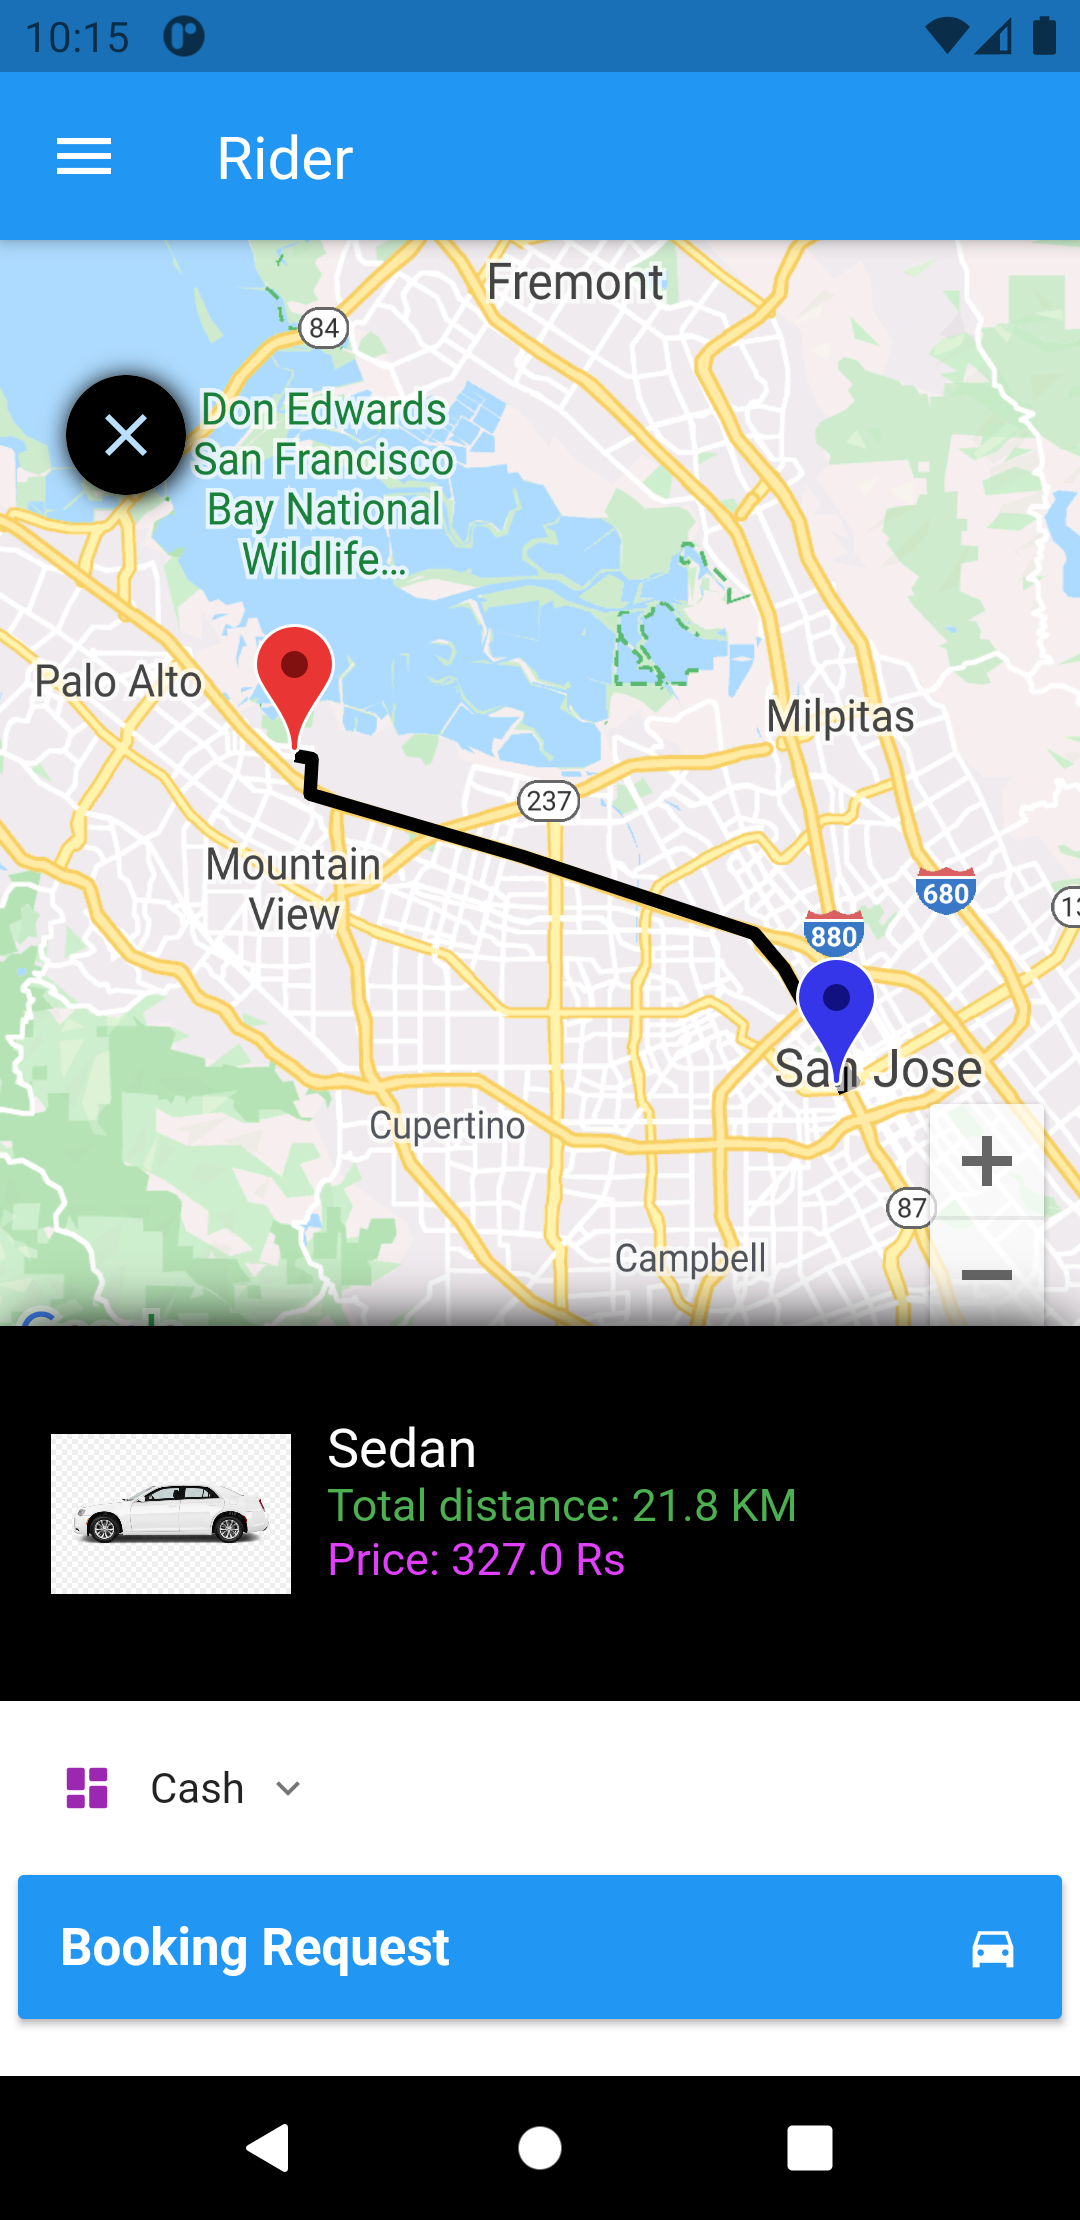 10:15
Rider
Fremont
84
Don Edwards
San Francisco
Bay National
Wildlife...
Palo Alto
Milpitas
237
Mountain
View
680
880
San Jose
Cupertino
87
Campbell
Sedan
Total distance: 21.8 KM
Price: 327.0 Rs
Cash
Booking Request